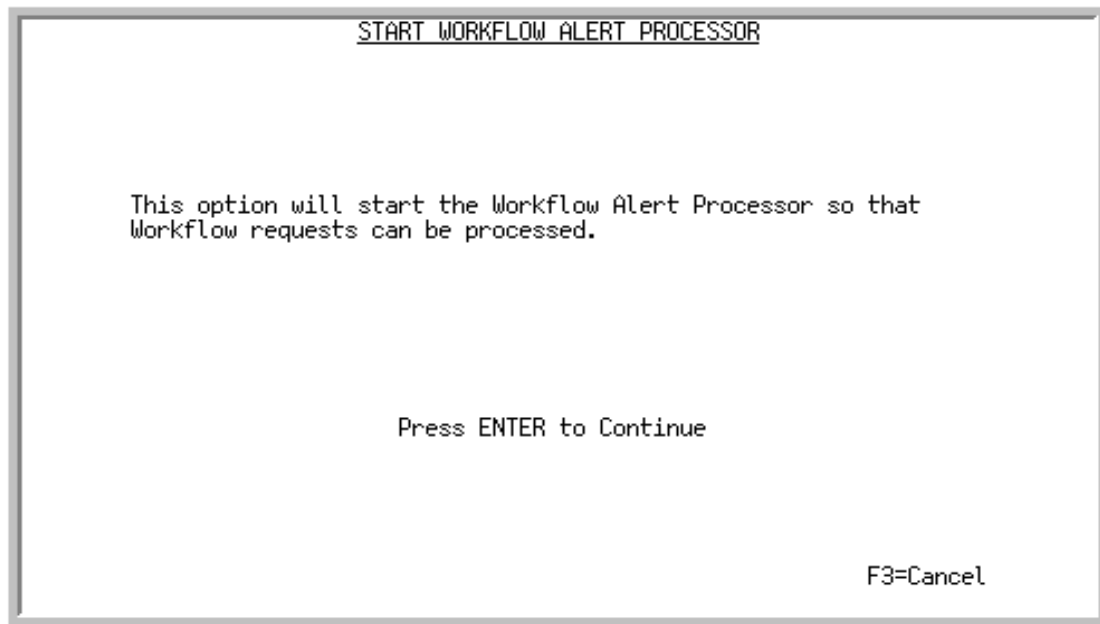 START WORKFLOW ALERT PROCESSOR
This option will start the Workflow Alert Processor so that
Workflow requests can be processed.
Press ENTER to Continue
F3=Cancel